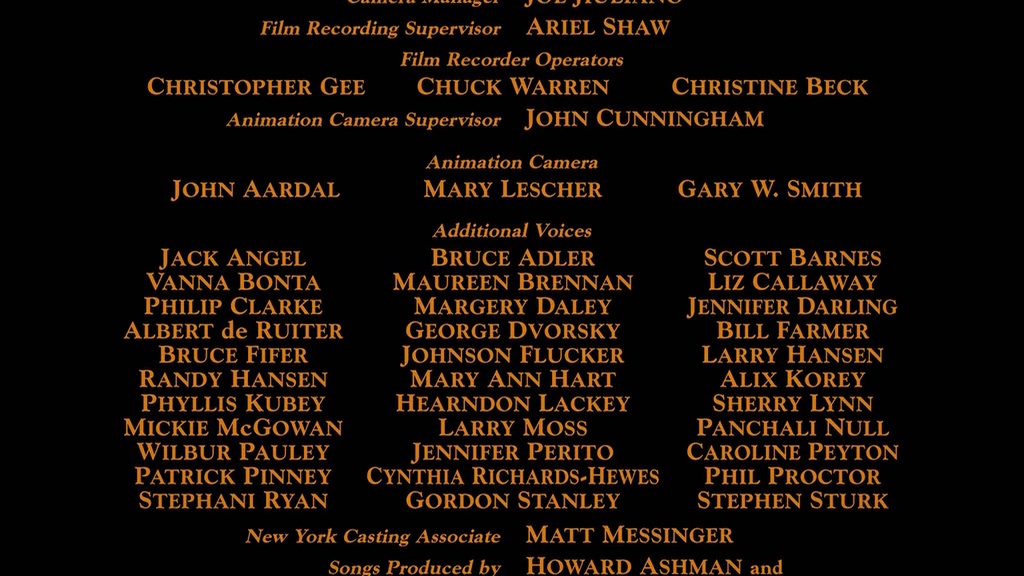 Camera Manager JOE JIULIANO
Film Recording Supervisor ARIEL SHAW
Film Recorder Operators
CHRISTOPHER GEE CHUCK WARREN CHRISTINE BECK
Animation Camera Supervisor JOHN CUNNINGHAM
Animation Camera
JOHN AARDAL MARY LESCHER GARY W. SMITH
Additional Voices
JACK ANGEL BRUCE ADLER SCOTT BARNES
VANNA BONTA MAUREEN BRENNAN LIZ CALLAWAY
PHILIP CLARKE MARGERY DALEY JENNIFER DARLING
ALBERT de RUITER GEORGE DVORSKY BILL FARMER
BRUCE FIFER JOHNSON FLUCKER LARRY HANSEN
RANDY HANSEN MARY ANN HART ALIX KOREY
PHYLLIS KUBEY HEARNDON LACKEY SHERRY LYNN
MICKIE McGOWAN LARRY MOSS PANCHALI NULL
WILBUR PAULEY JENNIFER PERITO CAROLINE PEYTON
PATRICK PINNEY CYNTHIA RICHARDS-HEWES PHIL PROCTOR
STEPHANI RYAN GORDON STANLEY STEPHEN STURK
New York Casting Associate MATT MESSINGER
Songs Produced by HOWARD ASHMAN and